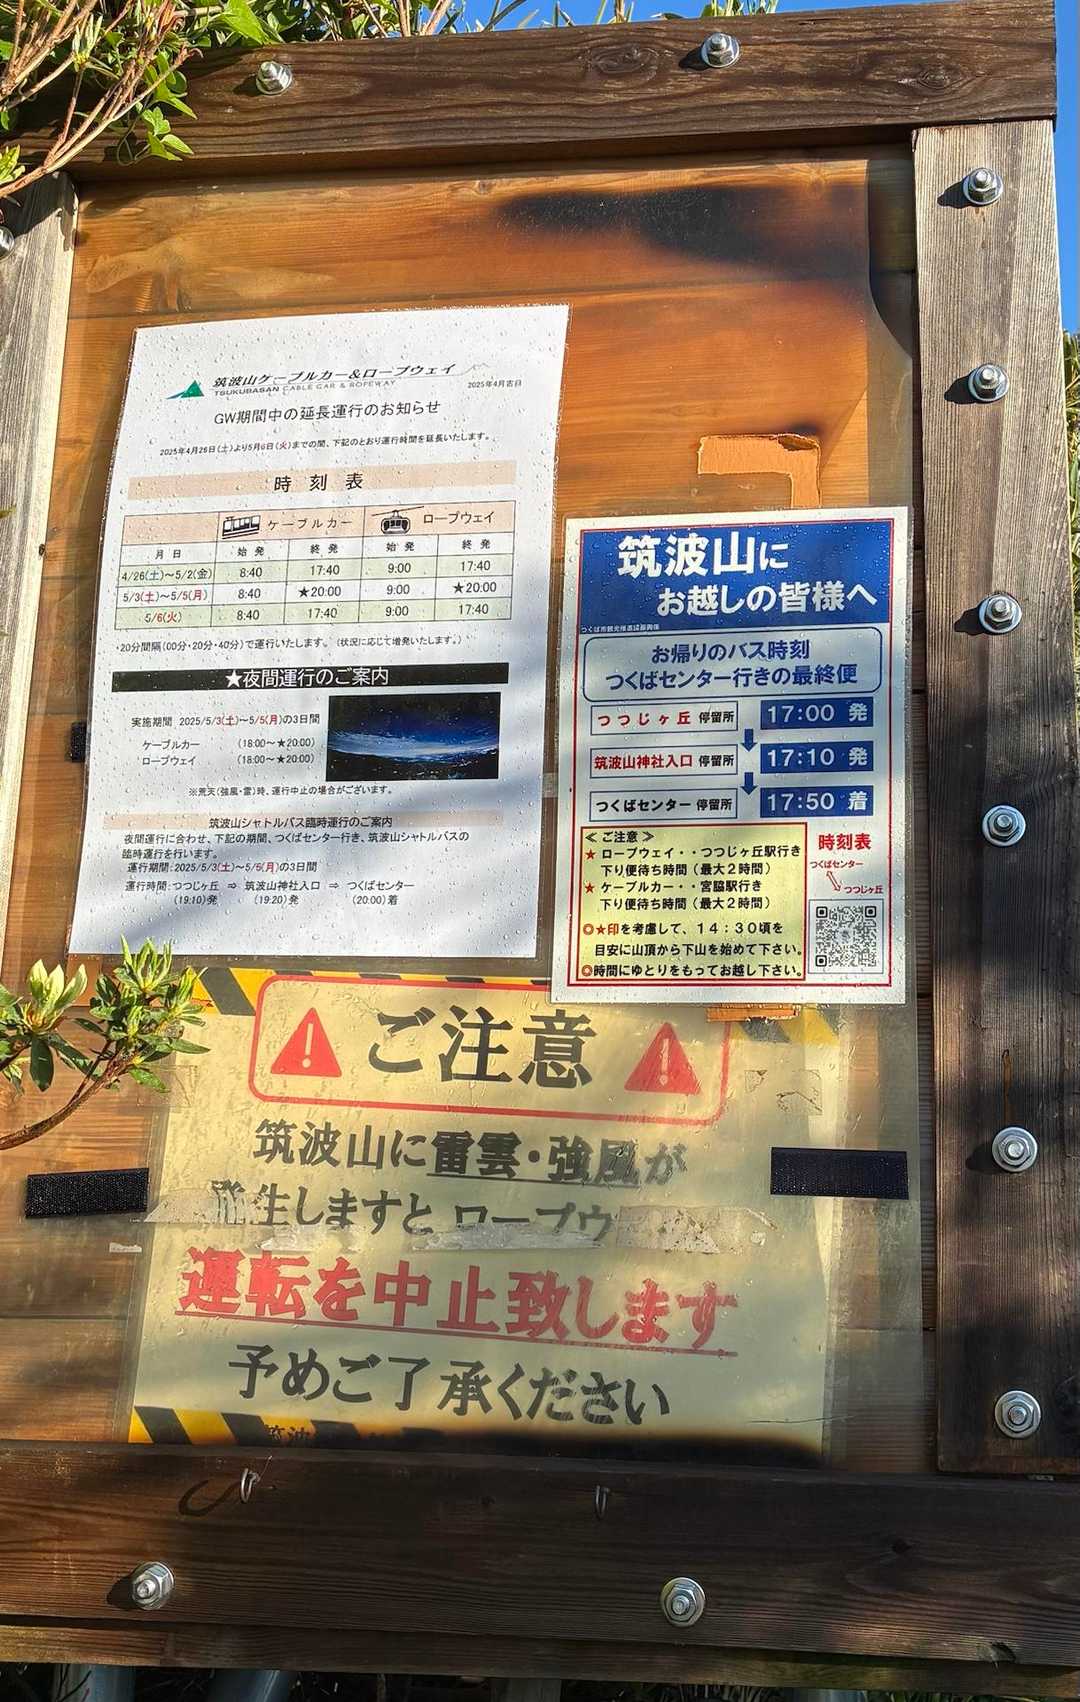 筑波山ケーブルカー&ロープウェイ
TSUKUBASAN CABLE CAR & ROPEWAY
2025年4月吉日
GW期間中の延長運行のお知らせ
2025年4月26日(土)より5月6日(火)までの間、下記のとおり運行時間を延長いたします。
時 刻 表
ケーブルカー ロープウェイ
月 日 始 発 終 発 始 発 終 発
4/26(土)～5/2(金) 8:40 17:40 9:00 17:40
5/3(土)～5/5(月) 8:40 ★20:00 9:00 ★20:00
5/6(火) 8:40 17:40 9:00 17:40
・20分間隔(00分・20分・40分)で運行いたします。(状況に応じて増発いたします。)
★夜間運行のご案内
実施期間 2025/5/3(土)～5/5(月)の3日間
ケーブルカー (18:00～★20:00)
ロープウェイ (18:00～★20:00)
※荒天(強風・雷)時、運行中止の場合がございます。
筑波山シャトルバス臨時運行のご案内
夜間運行に合わせ、下記の期間、つくばセンター行き、筑波山シャトルバスの
臨時運行を行います。
運行期間:2025/5/3(土)～5/5(月)の3日間
運行時間:つつじヶ丘 ⇒ 筑波山神社入口 ⇒ つくばセンター
(19:10)発 (19:20)発 (20:00)着
筑波山に
お越しの皆様へ
つくば市観光推進課
お帰りのバス時刻
つくばセンター行きの最終便
つつじヶ丘 停留所 17:00 発
筑波山神社入口 停留所 17:10 発
つくばセンター 停留所 17:50 着
≪ ご注意 ≫
★ ロープウェイ・・つつじヶ丘駅行き
下り便待ち時間(最大2時間)
★ ケーブルカー・・宮脇駅行き
下り便待ち時間(最大2時間)
◎★印を考慮して、14:30頃を
目安に山頂から下山を始めて下さい。
◎時間にゆとりをもってお越し下さい。
時刻表
つくばセンター
つつじヶ丘
ご注意
筑波山に雷雲・強風が
発生しますと ロープウ
運転を中止致します
予めご了承ください
筑波